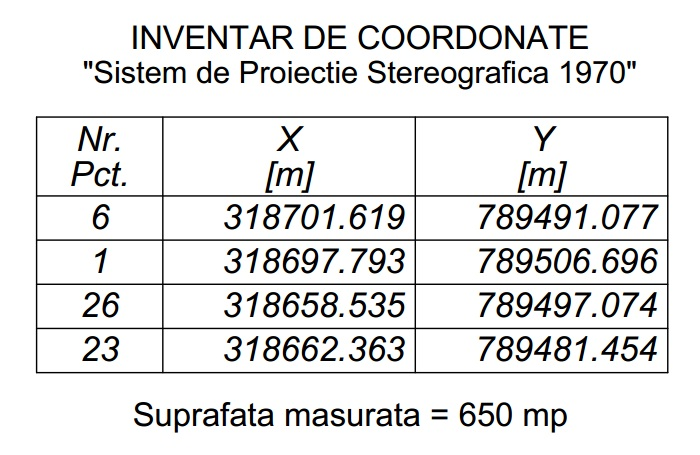 INVENTAR DE COORDONATE
"Sistem de Proiectie Stereografica 1970"
Nr. Pct. X [m] Y [m]
6 318701.619 789491.077
1 318697.793 789506.696
26 318658.535 789497.074
23 318662.363 789481.454
Suprafata masurata = 650 mp